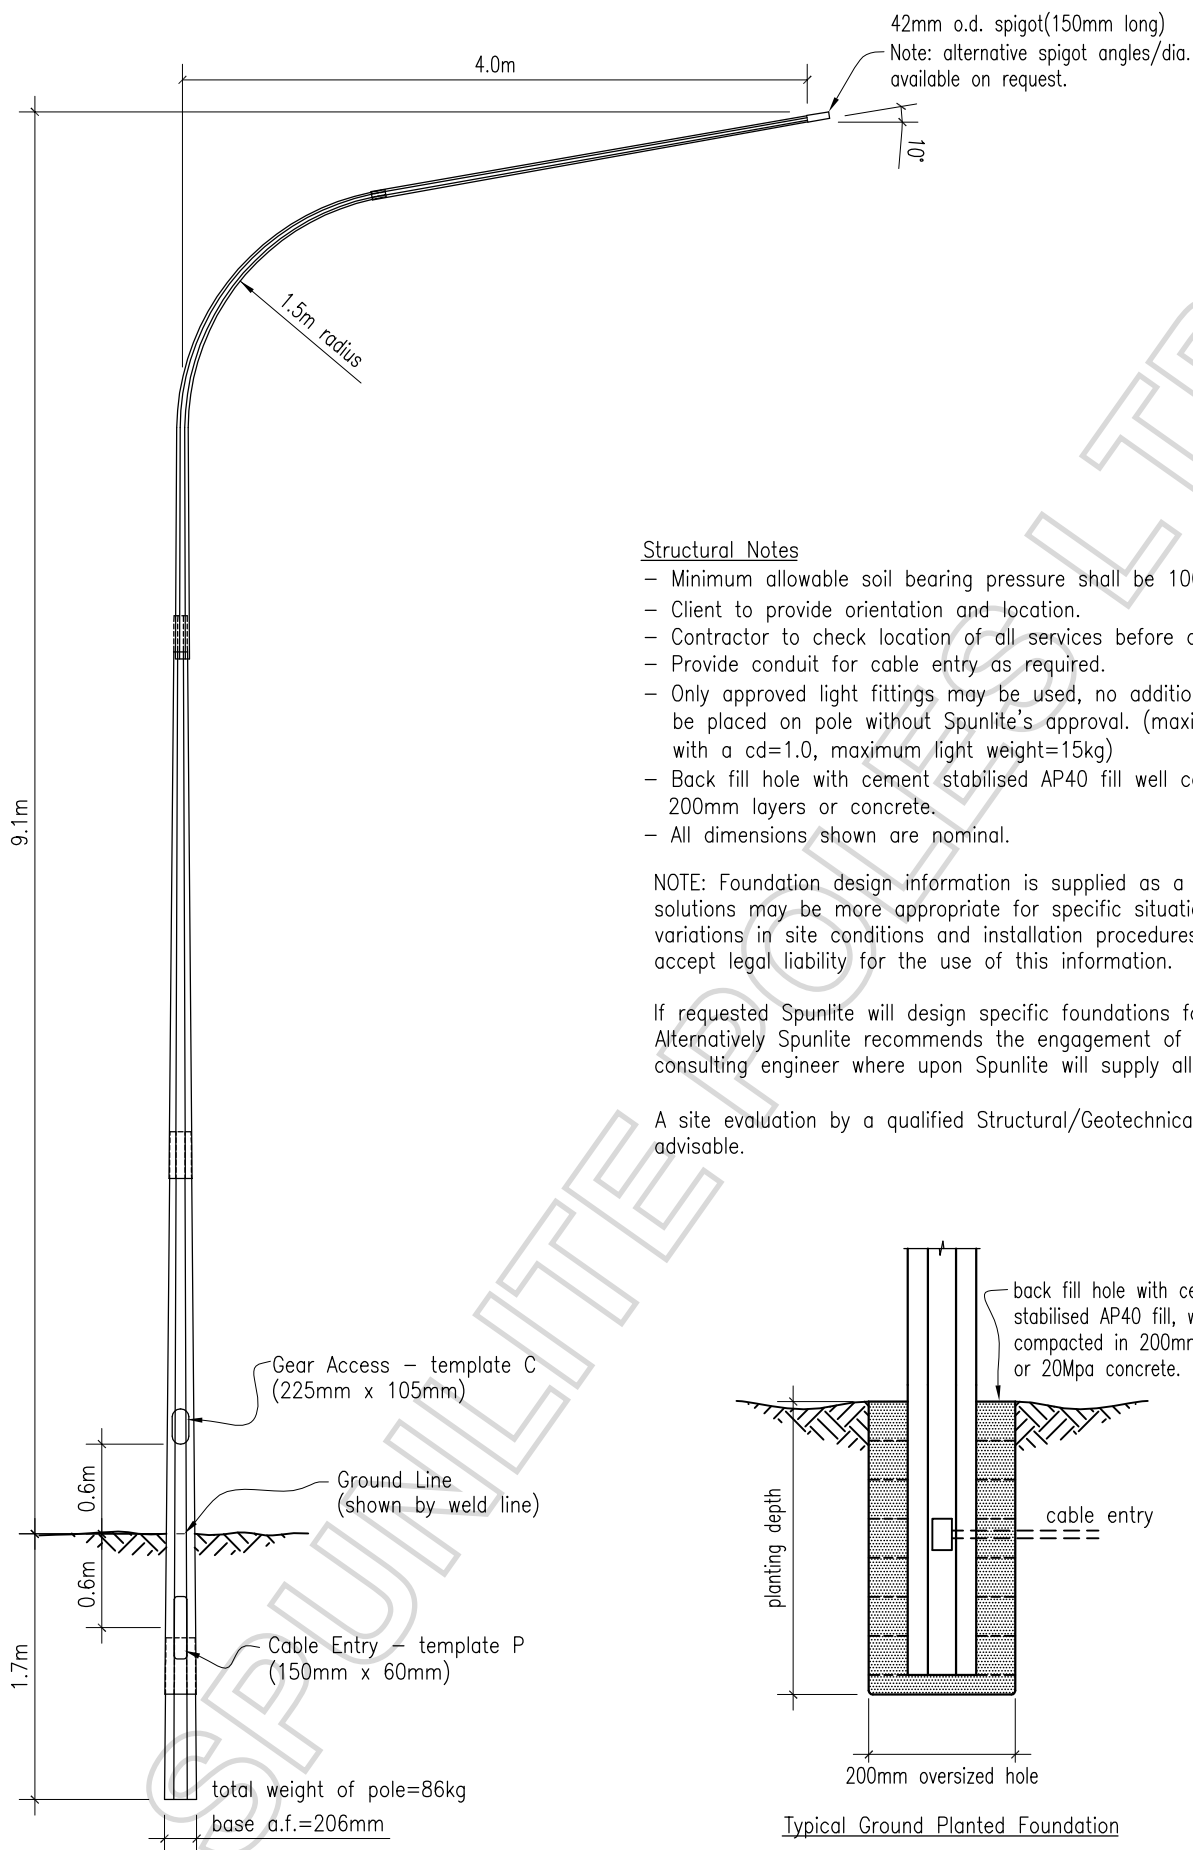 42mm o.d. spigot(150mm long)
Note: alternative spigot angles/dia.
available on request.
4.0m
10°
1.5m radius
9.1m
Structural Notes
– Minimum allowable soil bearing pressure shall be
– Client to provide orientation and location.
– Contractor to check location of all services before
– Provide conduit for cable entry as required.
– Only approved light fittings may be used, no
be placed on pole without Spunlite's approval.
with a cd=1.0, maximum light weight=15kg)
– Back fill hole with cement stabilised AP40 fill well
200mm layers or concrete.
– All dimensions shown are nominal.
NOTE: Foundation design information is supplied as a
solutions may be more appropriate for specific
variations in site conditions and installation procedures
accept legal liability for the use of this information.
If requested Spunlite will design specific foundations
Alternatively Spunlite recommends the engagement of
consulting engineer where upon Spunlite will supply all
A site evaluation by a qualified
advisable.
Gear Access – template C
(225mm x 105mm)
0.6m
Ground Line
(shown by weld line)
0.6m
1.7m
Cable Entry – template P
(150mm x 60mm)
total weight of pole=86kg
base a.f.=206mm
back fill hole with
stabilised AP40 fill,
compacted in 200mm
or 20Mpa concrete.
planting depth
cable entry
200mm oversized hole
Typical Ground Planted Foundation
SPUNLITE POLES